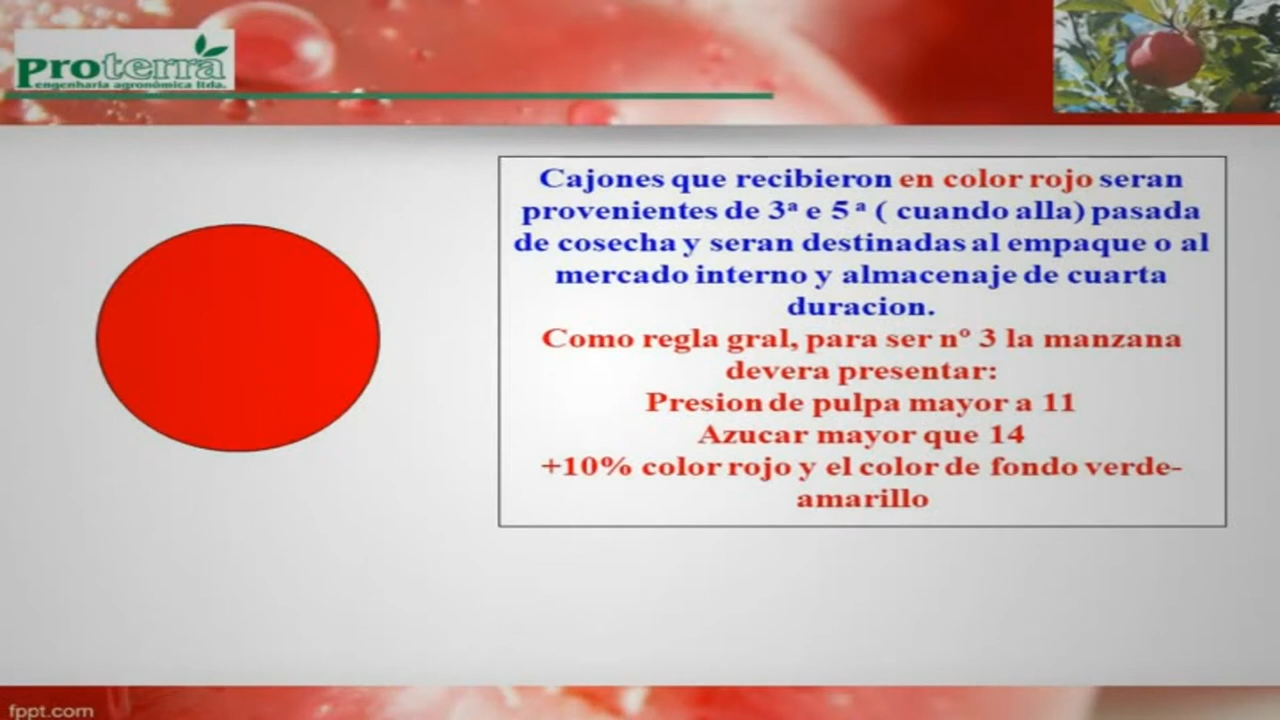 proterra
engenharia agronômica ltda.
Cajones que recibieron en color rojo seran
provenientes de 3ª e 5 ª ( cuando alla) pasada
de cosecha y seran destinadas al empaque o al
mercado interno y almacenaje de cuarta
duracion.
Como regla gral, para ser nº 3 la manzana
devera presentar:
Presion de pulpa mayor a 11
Azucar mayor que 14
+10% color rojo y el color de fondo verde-
amarillo
fppt.com